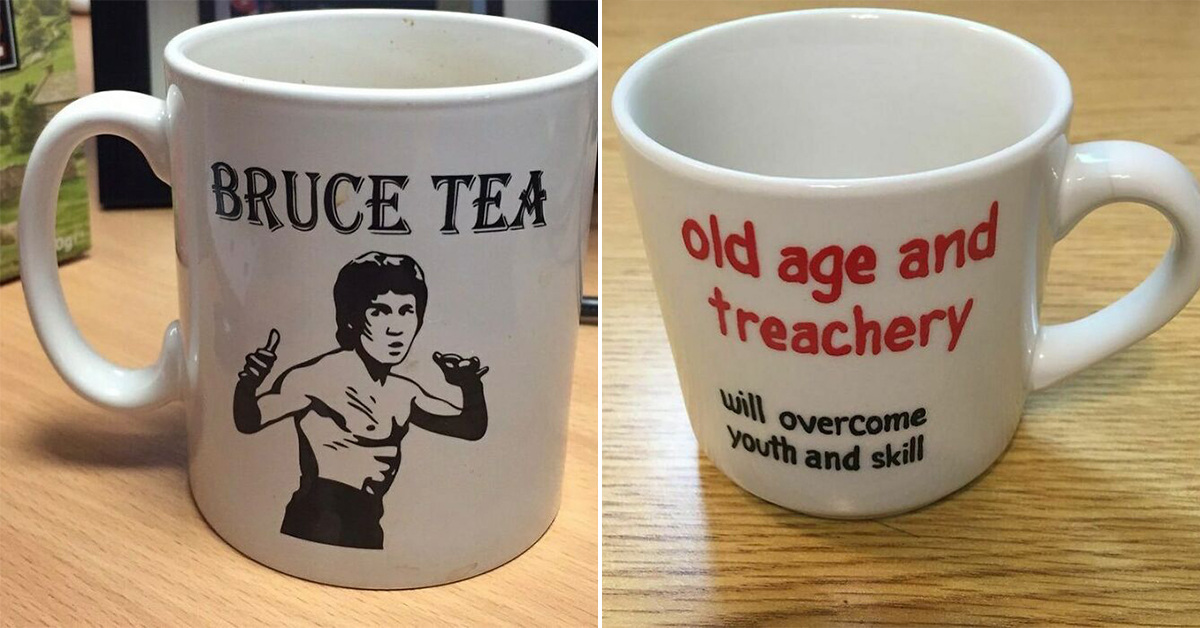 BRUCE TEA
old age and
treachery
will overcome
youth and skill